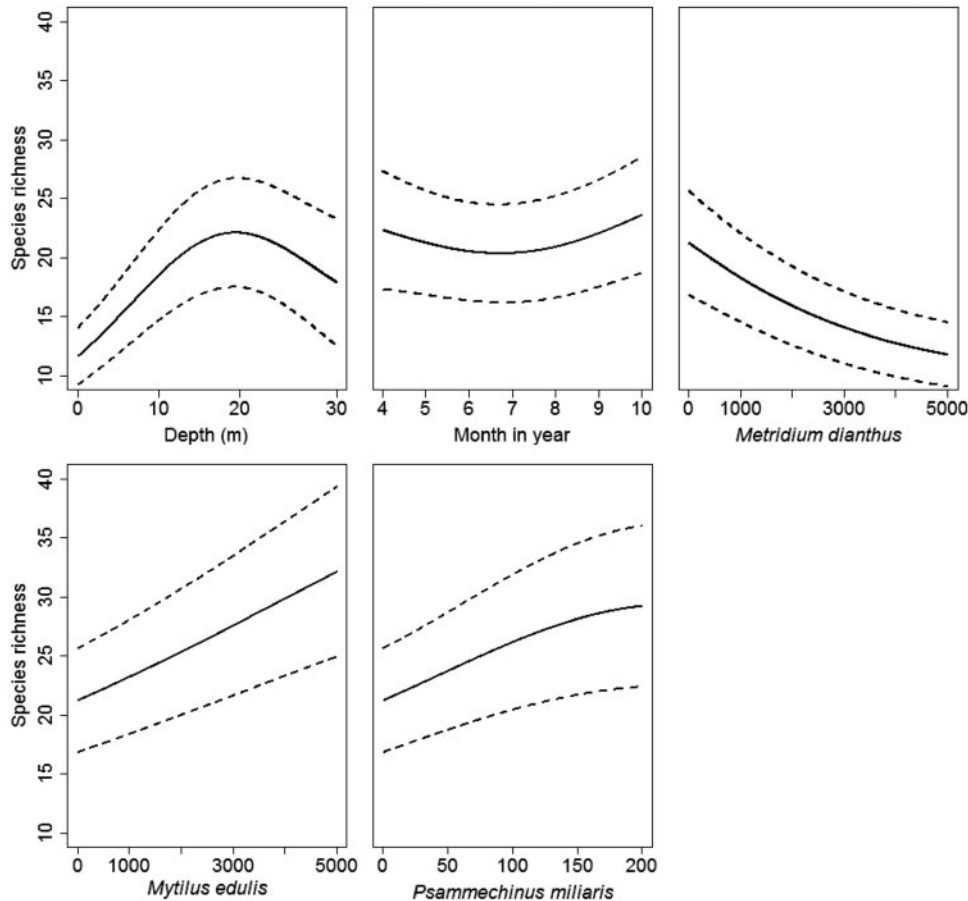 Species richness
40
35
30
25
20
15
10
0 10 20 30
Depth (m)
4 5 6 7 8 9 10
Month in year
0 1000 3000 5000
Metridium dianthus
Species richness
40
35
30
25
20
15
10
0 1000 3000 5000
Mytilus edulis
0 50 100 150 200
Psammechinus miliaris